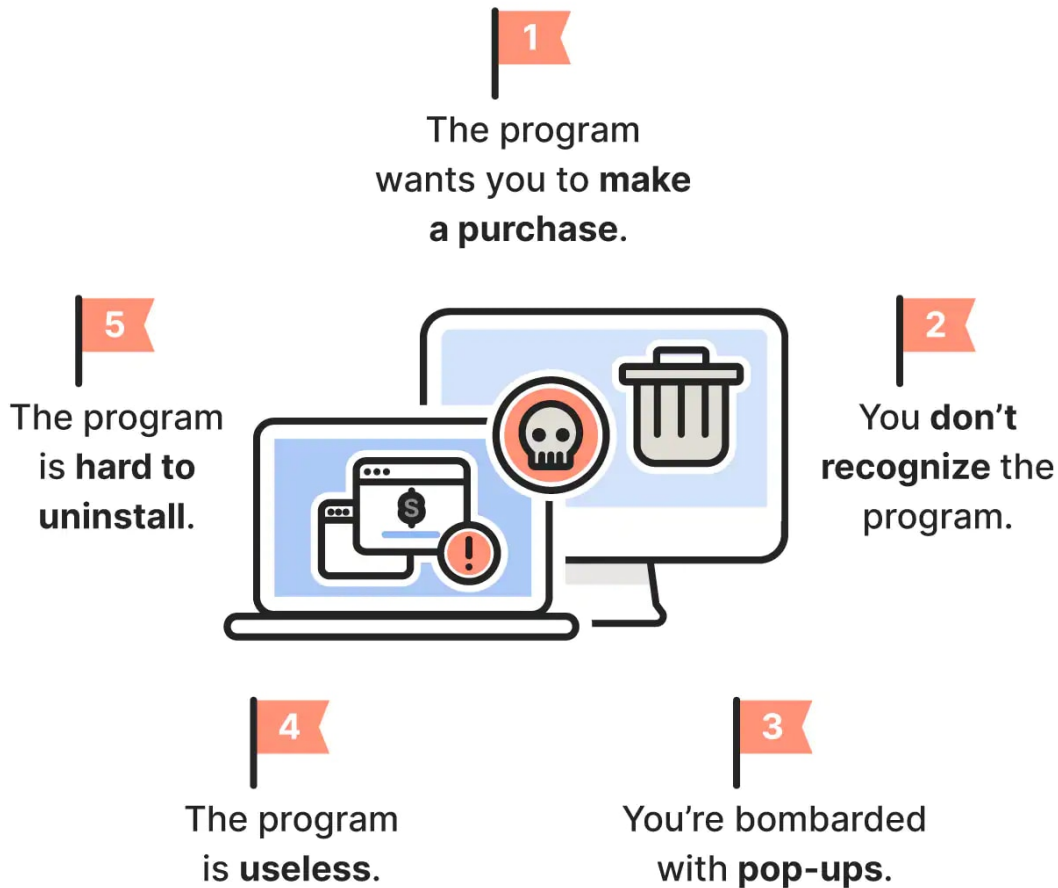 1
The program
wants you to make
a purchase.
2
You don’t
recognize the
program.
3
You’re bombarded
with pop-ups.
4
The program
is useless.
5
The program
is hard to
uninstall.
S
!